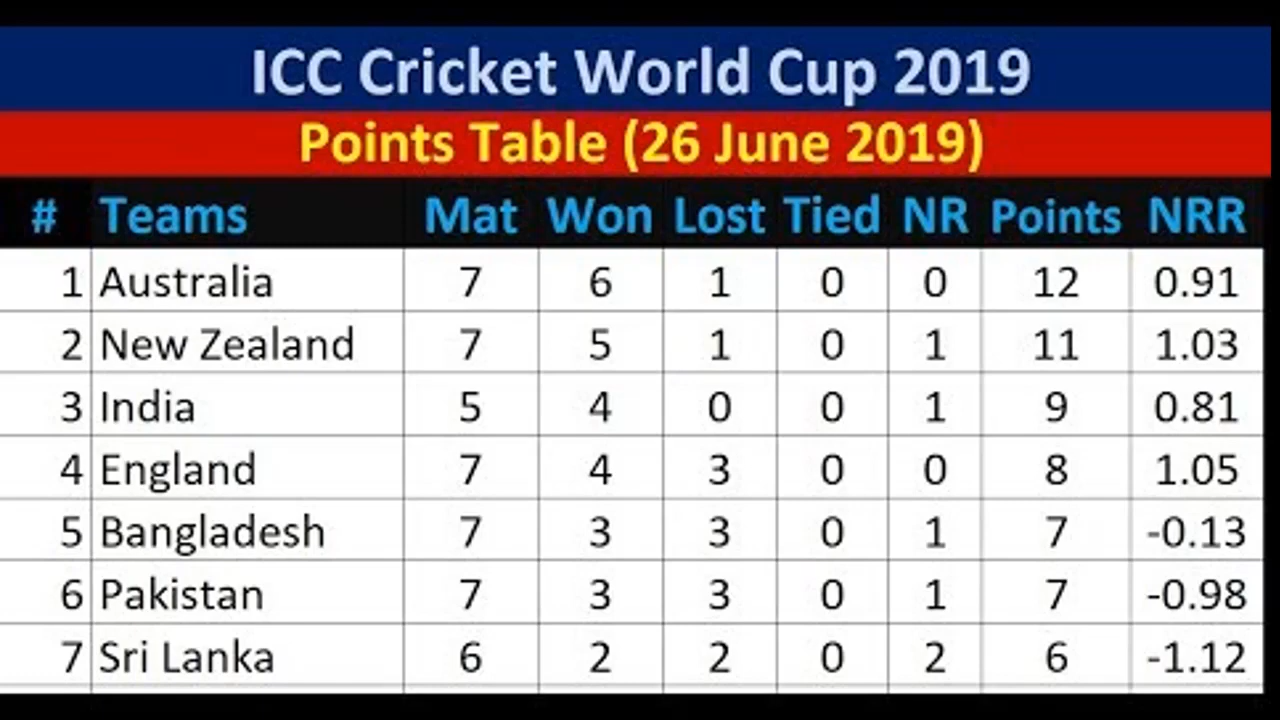 ICC Cricket World Cup 2019
Points Table (26 June 2019)
# Teams Mat Won Lost Tied NR Points NRR
1 Australia 7 6 1 0 0 12 0.91
2 New Zealand 7 5 1 0 1 11 1.03
3 India 5 4 0 0 1 9 0.81
4 England 7 4 3 0 0 8 1.05
5 Bangladesh 7 3 3 0 1 7 -0.13
6 Pakistan 7 3 3 0 1 7 -0.98
7 Sri Lanka 6 2 2 0 2 6 -1.12